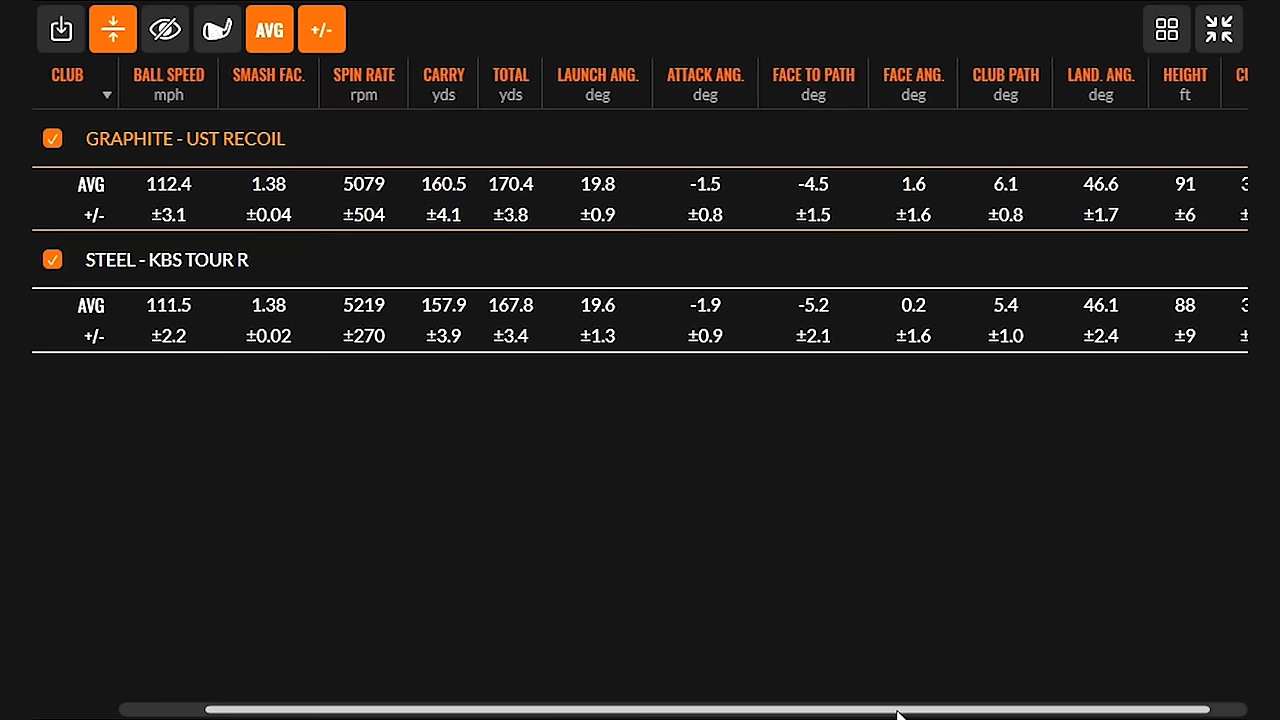 AVG +/-
CLUB BALL SPEED SMASH FAC. SPIN RATE CARRY TOTAL LAUNCH ANG. ATTACK ANG. FACE TO PATH FACE ANG. CLUB PATH LAND. ANG. HEIGHT
mph rpm yds yds deg deg deg deg deg deg ft
GRAPHITE - UST RECOIL
AVG 112.4 1.38 5079 160.5 170.4 19.8 -1.5 -4.5 1.6 6.1 46.6 91
+/- ±3.1 ±0.04 ±504 ±4.1 ±3.8 ±0.9 ±0.8 ±1.5 ±1.6 ±0.8 ±1.7 ±6
STEEL - KBS TOUR R
AVG 111.5 1.38 5219 157.9 167.8 19.6 -1.9 -5.2 0.2 5.4 46.1 88
+/- ±2.2 ±0.02 ±270 ±3.9 ±3.4 ±1.3 ±0.9 ±2.1 ±1.6 ±1.0 ±2.4 ±9